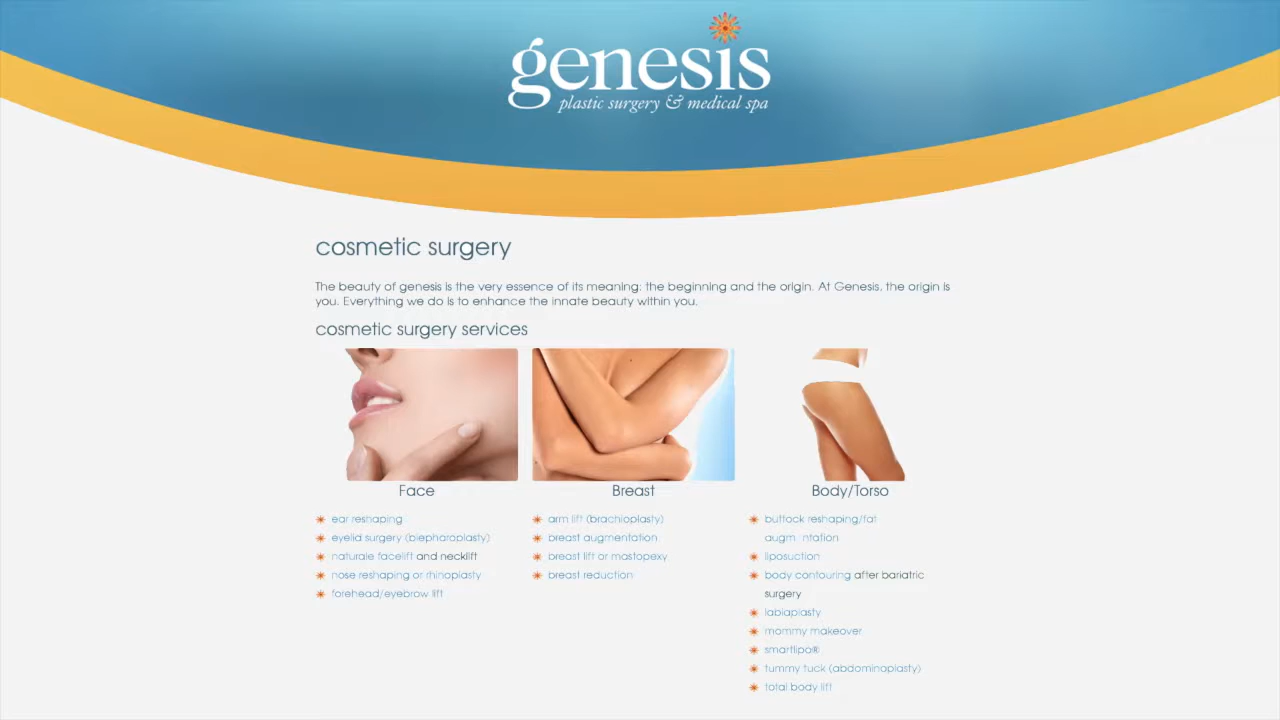 genesis
plastic surgery & medical spa
cosmetic surgery
The beauty of genesis is the very essence of its meaning: the beginning and the origin. At Genesis, the origin is
you. Everything we do is to enhance the innate beauty within you.
cosmetic surgery services
Face
ear reshaping
eyelid surgery (blepharoplasty)
naturale facelift and necklift
nose reshaping or rhinoplasty
forehead/eyebrow lift
Breast
arm lift (brachioplasty)
breast augmentation
breast lift or mastopexy
breast reduction
Body/Torso
buttock reshaping/fat
augm ntation
liposuction
body contouring after bariatric
surgery
labiaplasty
mommy makeover
smartlipo®
tummy tuck (abdominoplasty)
total body lift